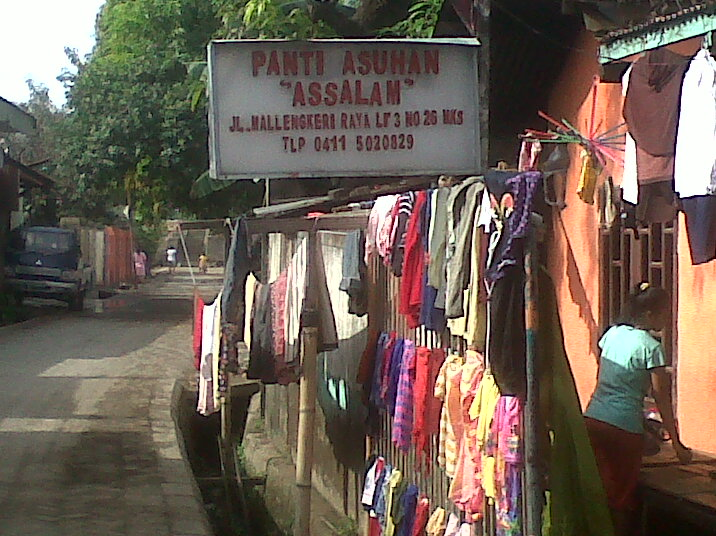 PANTI ASUHAN
"ASSALAM"
JL..MALLENGKERI RAYA LR 3 NO 26 MKS
TLP 0411 5020829